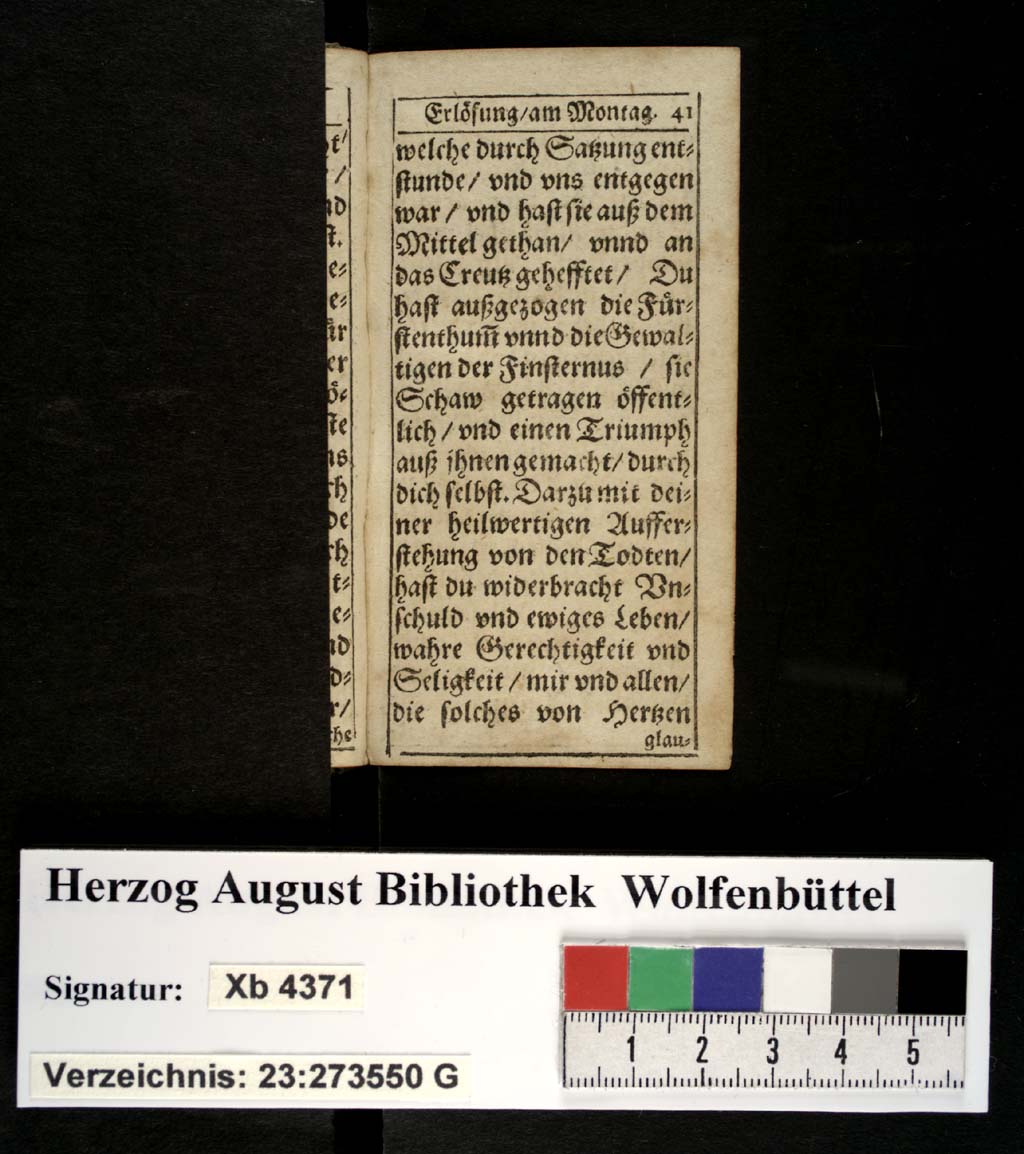 Erlösung/am Montag. 41
welche durch Satzung ent⸗
stunde/ vnd vns entgegen
war / vnd hast sie auß dem
Mittel gethan/ vnnd an
das Creutz gehefftet / Du
hast außgezogen die Für⸗
stenthum̃ vnnd die Gewal⸗
tigen der Finsternus / sie
Schaw getragen öffent⸗
lich / vnd einen Triumph
auß ihnen gemacht/ durch
dich selbst. Darzu mit dei⸗
ner heilwertigen Auffer⸗
stehung von den Todten/
hast du widerbracht Vn⸗
schuld vnd ewiges Leben/
wahre Gerechtigkeit vnd
Seligkeit / mir vnd allen/
die solches von Hertzen
glau⸗
Herzog August Bibliothek Wolfenbüttel
Signatur: Xb 4371
Verzeichnis: 23:273550 G
1 2 3 4 5